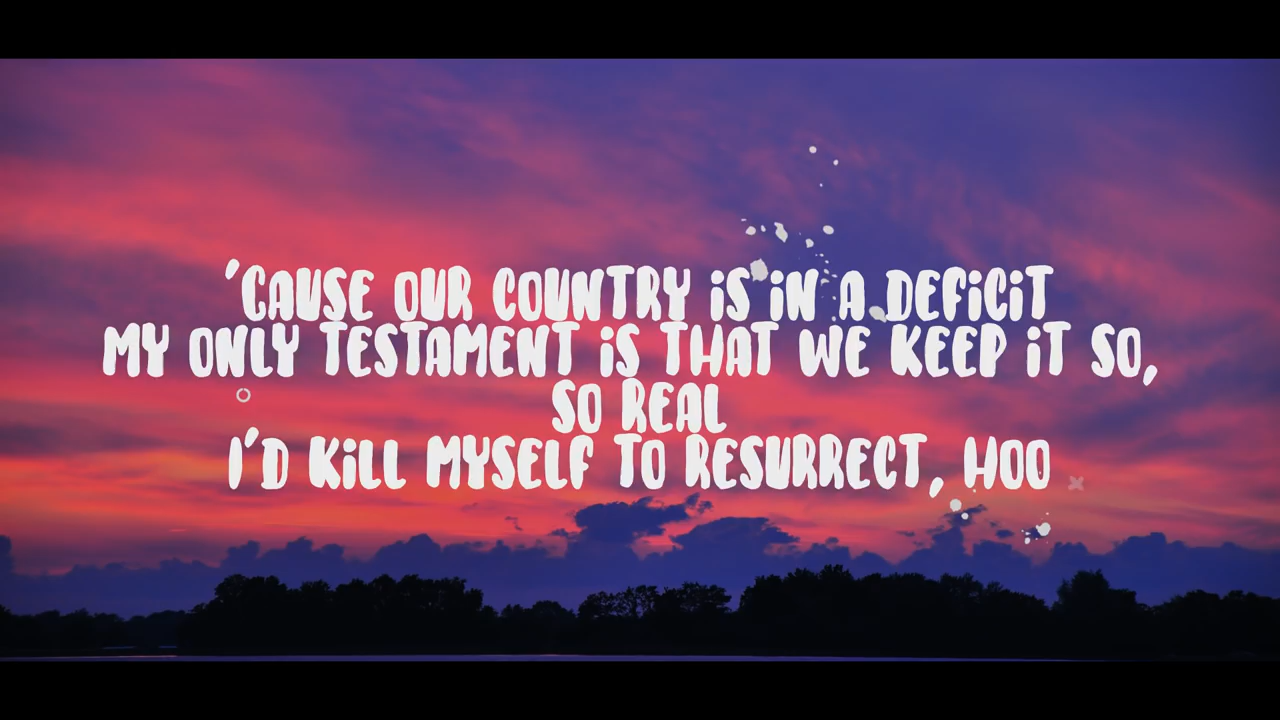 'CAUSE OUR COUNTRY iS iN A DEFiCiT
MY ONLY TESTAMENT iS THAT WE KEEP iT SO,
SO REAL
I'D KiLL MYSELF TO RESURRECT, HOO